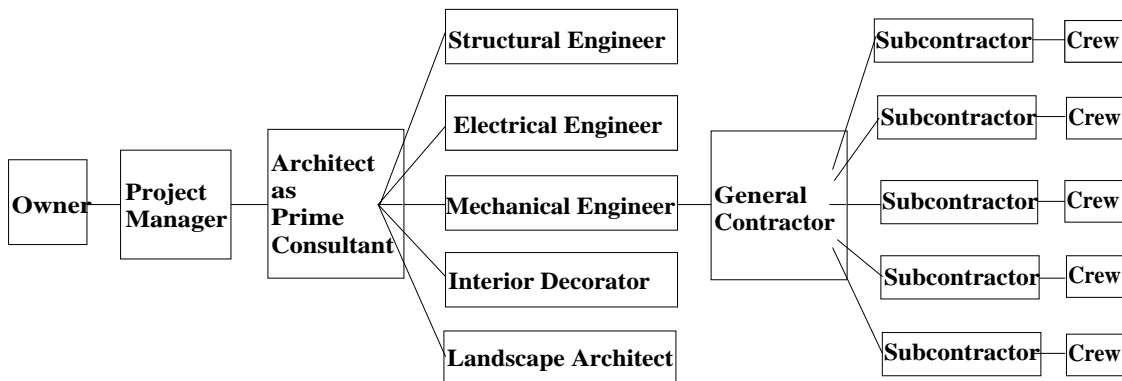 Owner
Project
Manager
Architect
as
Prime
Consultant
Structural Engineer
Electrical Engineer
Mechanical Engineer
Interior Decorator
Landscape Architect
General
Contractor
Subcontractor
Crew
Subcontractor
Crew
Subcontractor
Crew
Subcontractor
Crew
Subcontractor
Crew